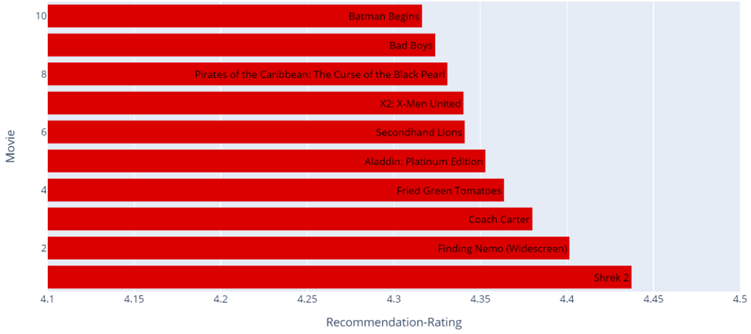 10
Batman Begins
Bad Boys
8
Pirates of the Caribbean: The Curse of the Black Pearl
X2: X-Men United
6
Secondhand Lions
Aladdin: Platinum Edition
4
Fried Green Tomatoes
Coach Carter
2
Finding Nemo (Widescreen)
Shrek 2
Movie
4.1 4.15 4.2 4.25 4.3 4.35 4.4 4.45 4.5
Recommendation-Rating